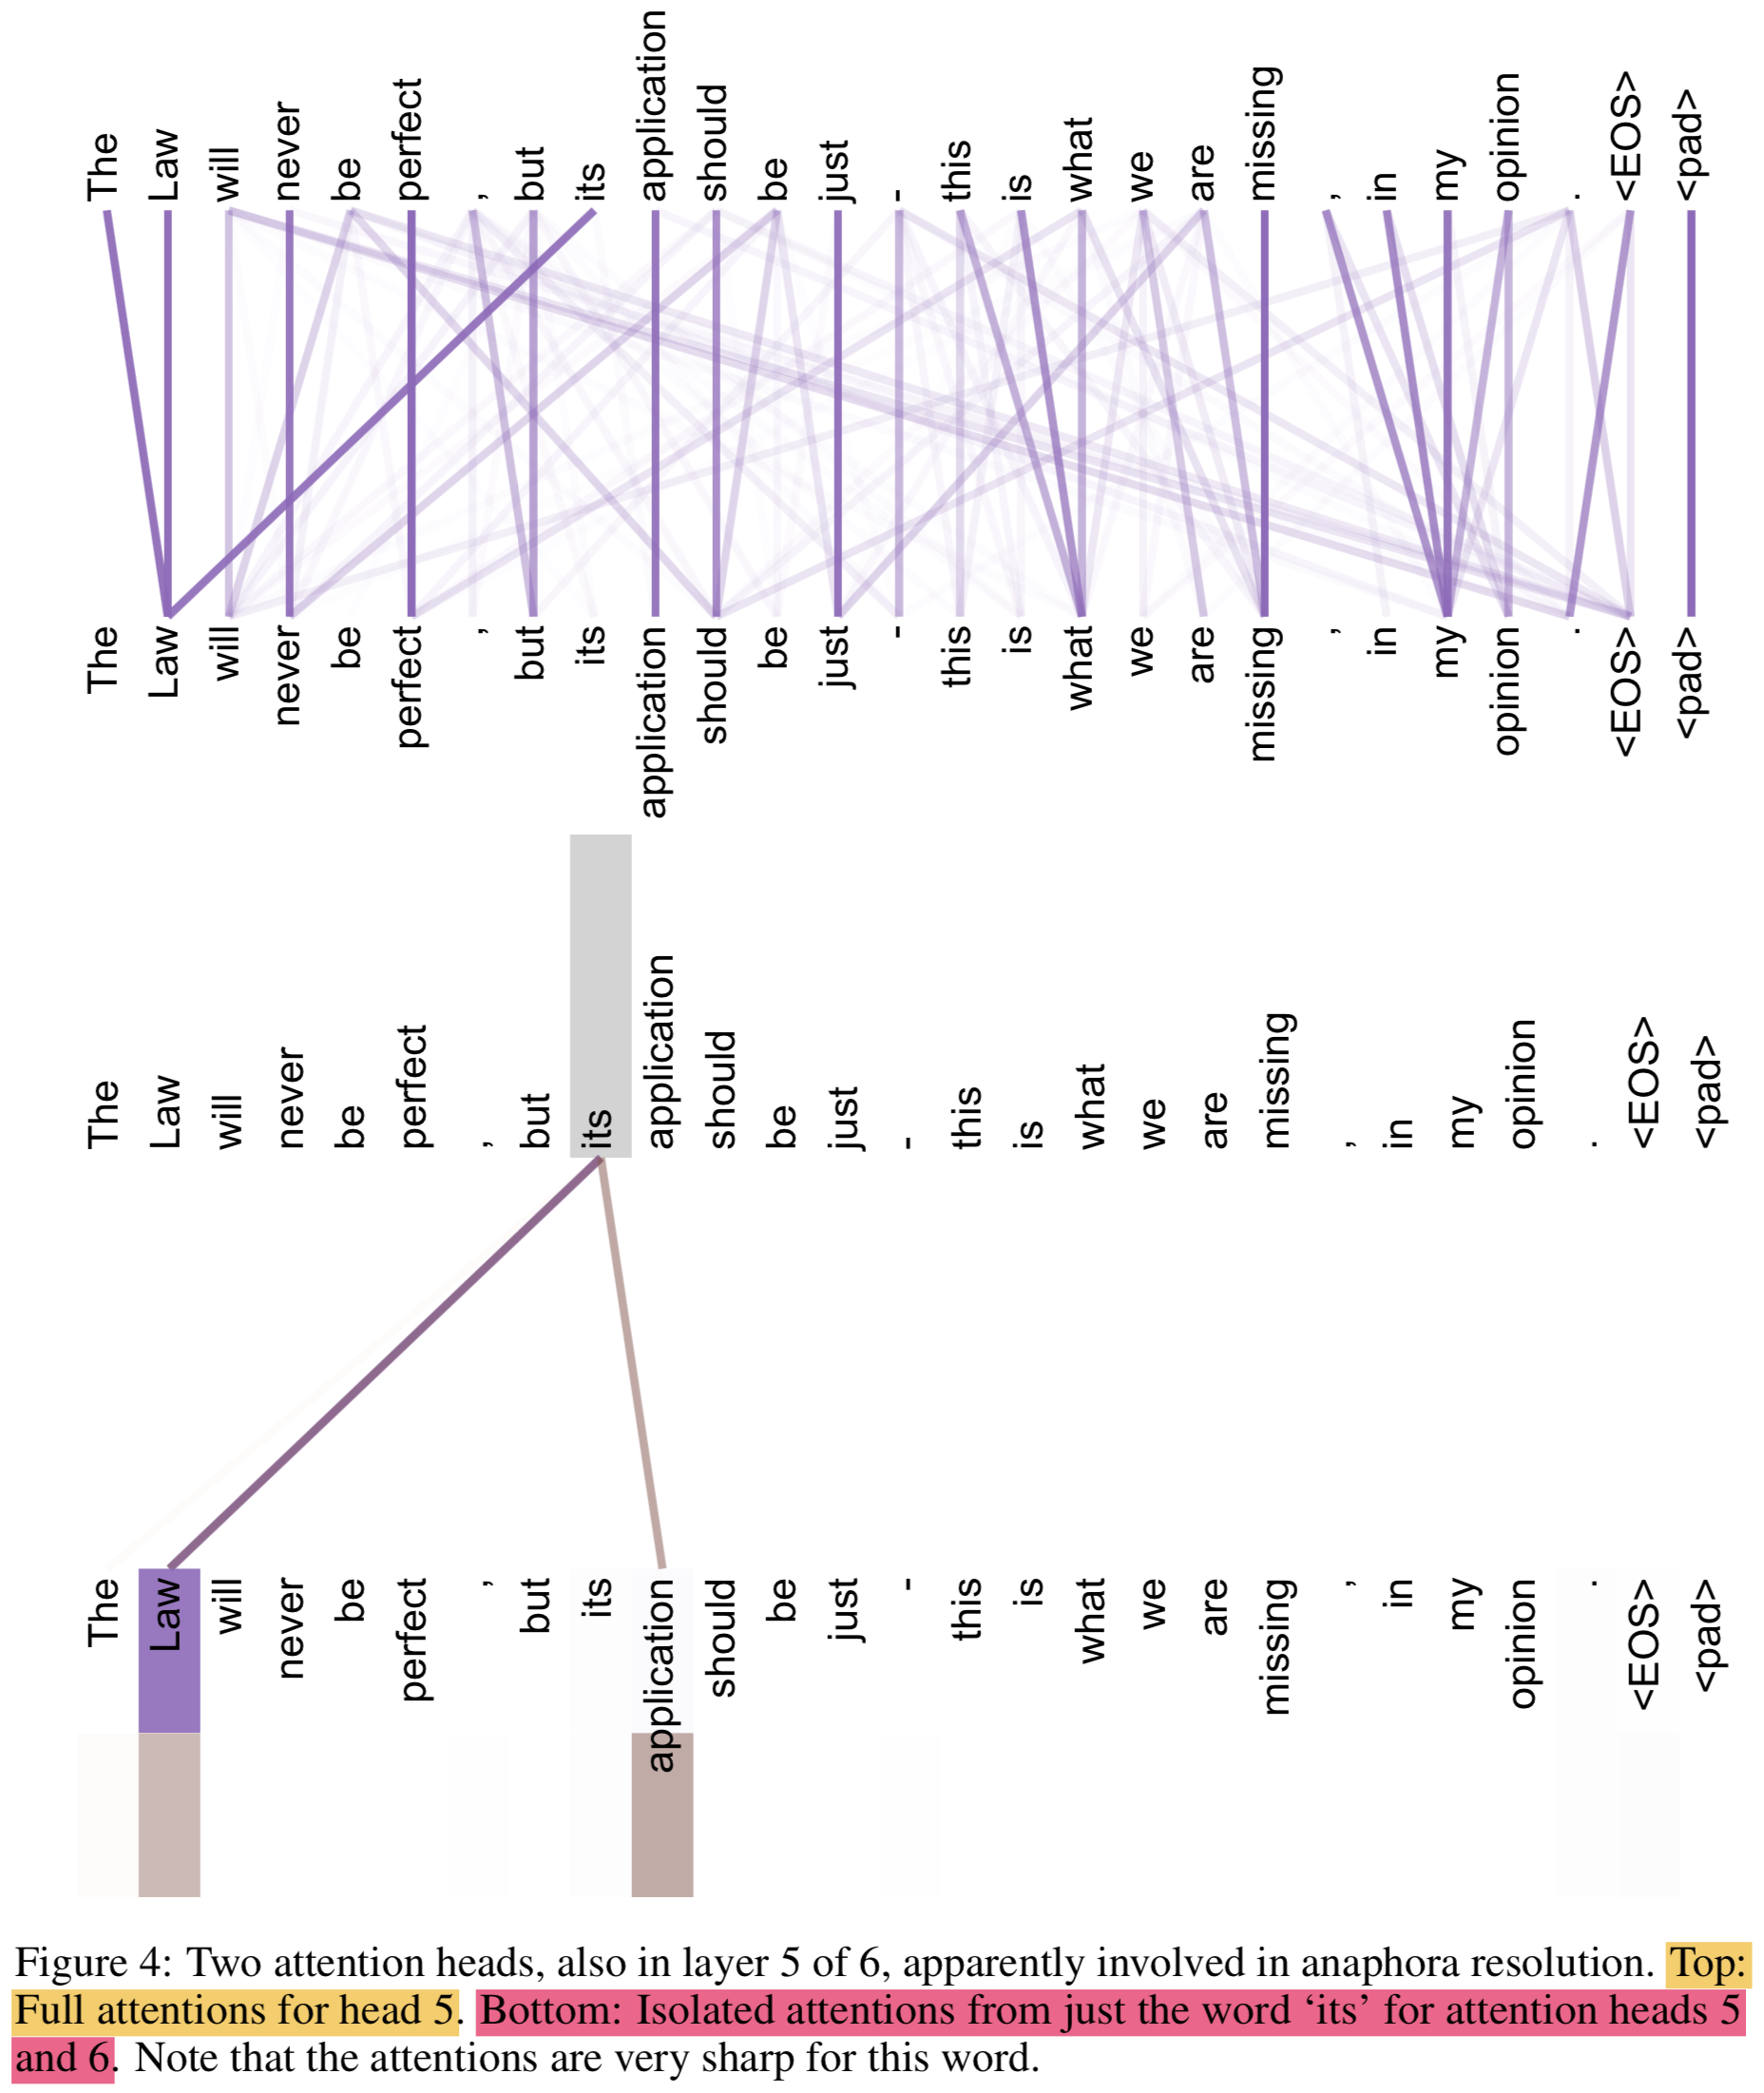 The Law will never be perfect , but its application should be just - this is what we are missing , in my opinion . <EOS> <pad>
The Law will never be perfect , but its application should be just - this is what we are missing , in my opinion . <EOS> <pad>
The Law will never be perfect , but its application should be just - this is what we are missing , in my opinion . <EOS> <pad>
The Law will never be perfect , but its application should be just - this is what we are missing , in my opinion . <EOS> <pad>
Figure 4: Two attention heads, also in layer 5 of 6, apparently involved in anaphora resolution. Top:
Full attentions for head 5. Bottom: Isolated attentions from just the word ‘its’ for attention heads 5
and 6. Note that the attentions are very sharp for this word.